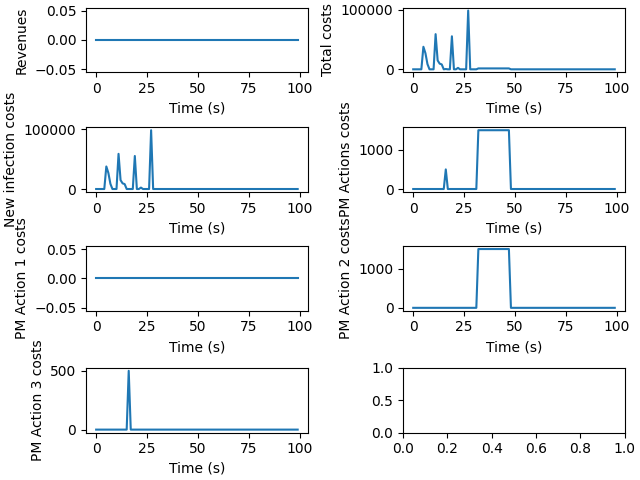 Revenues
0.05
0.00
−0.05
0 25 50 75 100
Time (s)
Total costs
100000
0
0 25 50 75 100
Time (s)
New infection costs
100000
0
0 25 50 75 100
Time (s)
PM Actions costs
1000
0
0 25 50 75 100
Time (s)
PM Action 1 costs
0.05
0.00
−0.05
0 25 50 75 100
Time (s)
PM Action 2 costs
1000
0
0 25 50 75 100
Time (s)
PM Action 3 costs
500
0
0 25 50 75 100
Time (s)
1.0
0.5
0.0
0.0 0.2 0.4 0.6 0.8 1.0